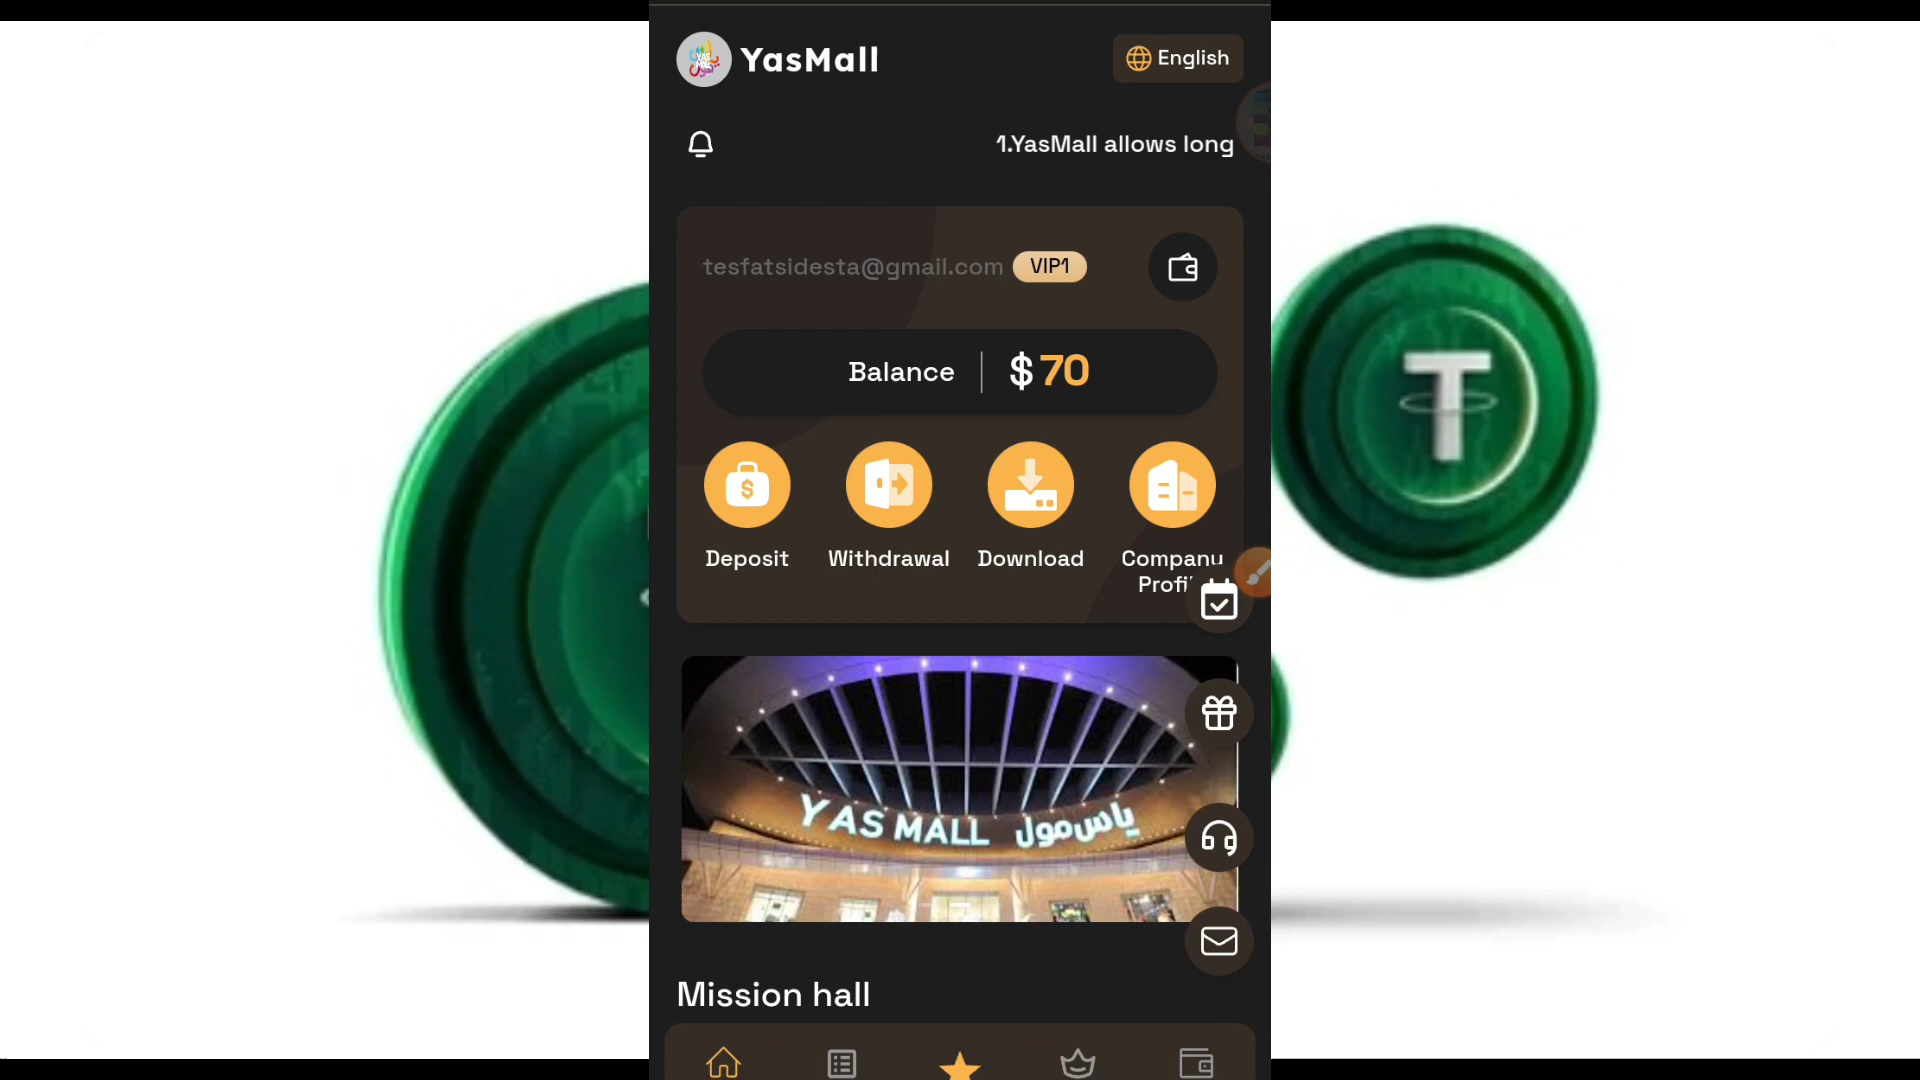 YasMall
English
1.YasMall allows long
tesfatsidesta@gmail.com VIP1
Balance $ 70
Deposit Withdrawal Download Company
YAS MALL ياس مول
Mission hall